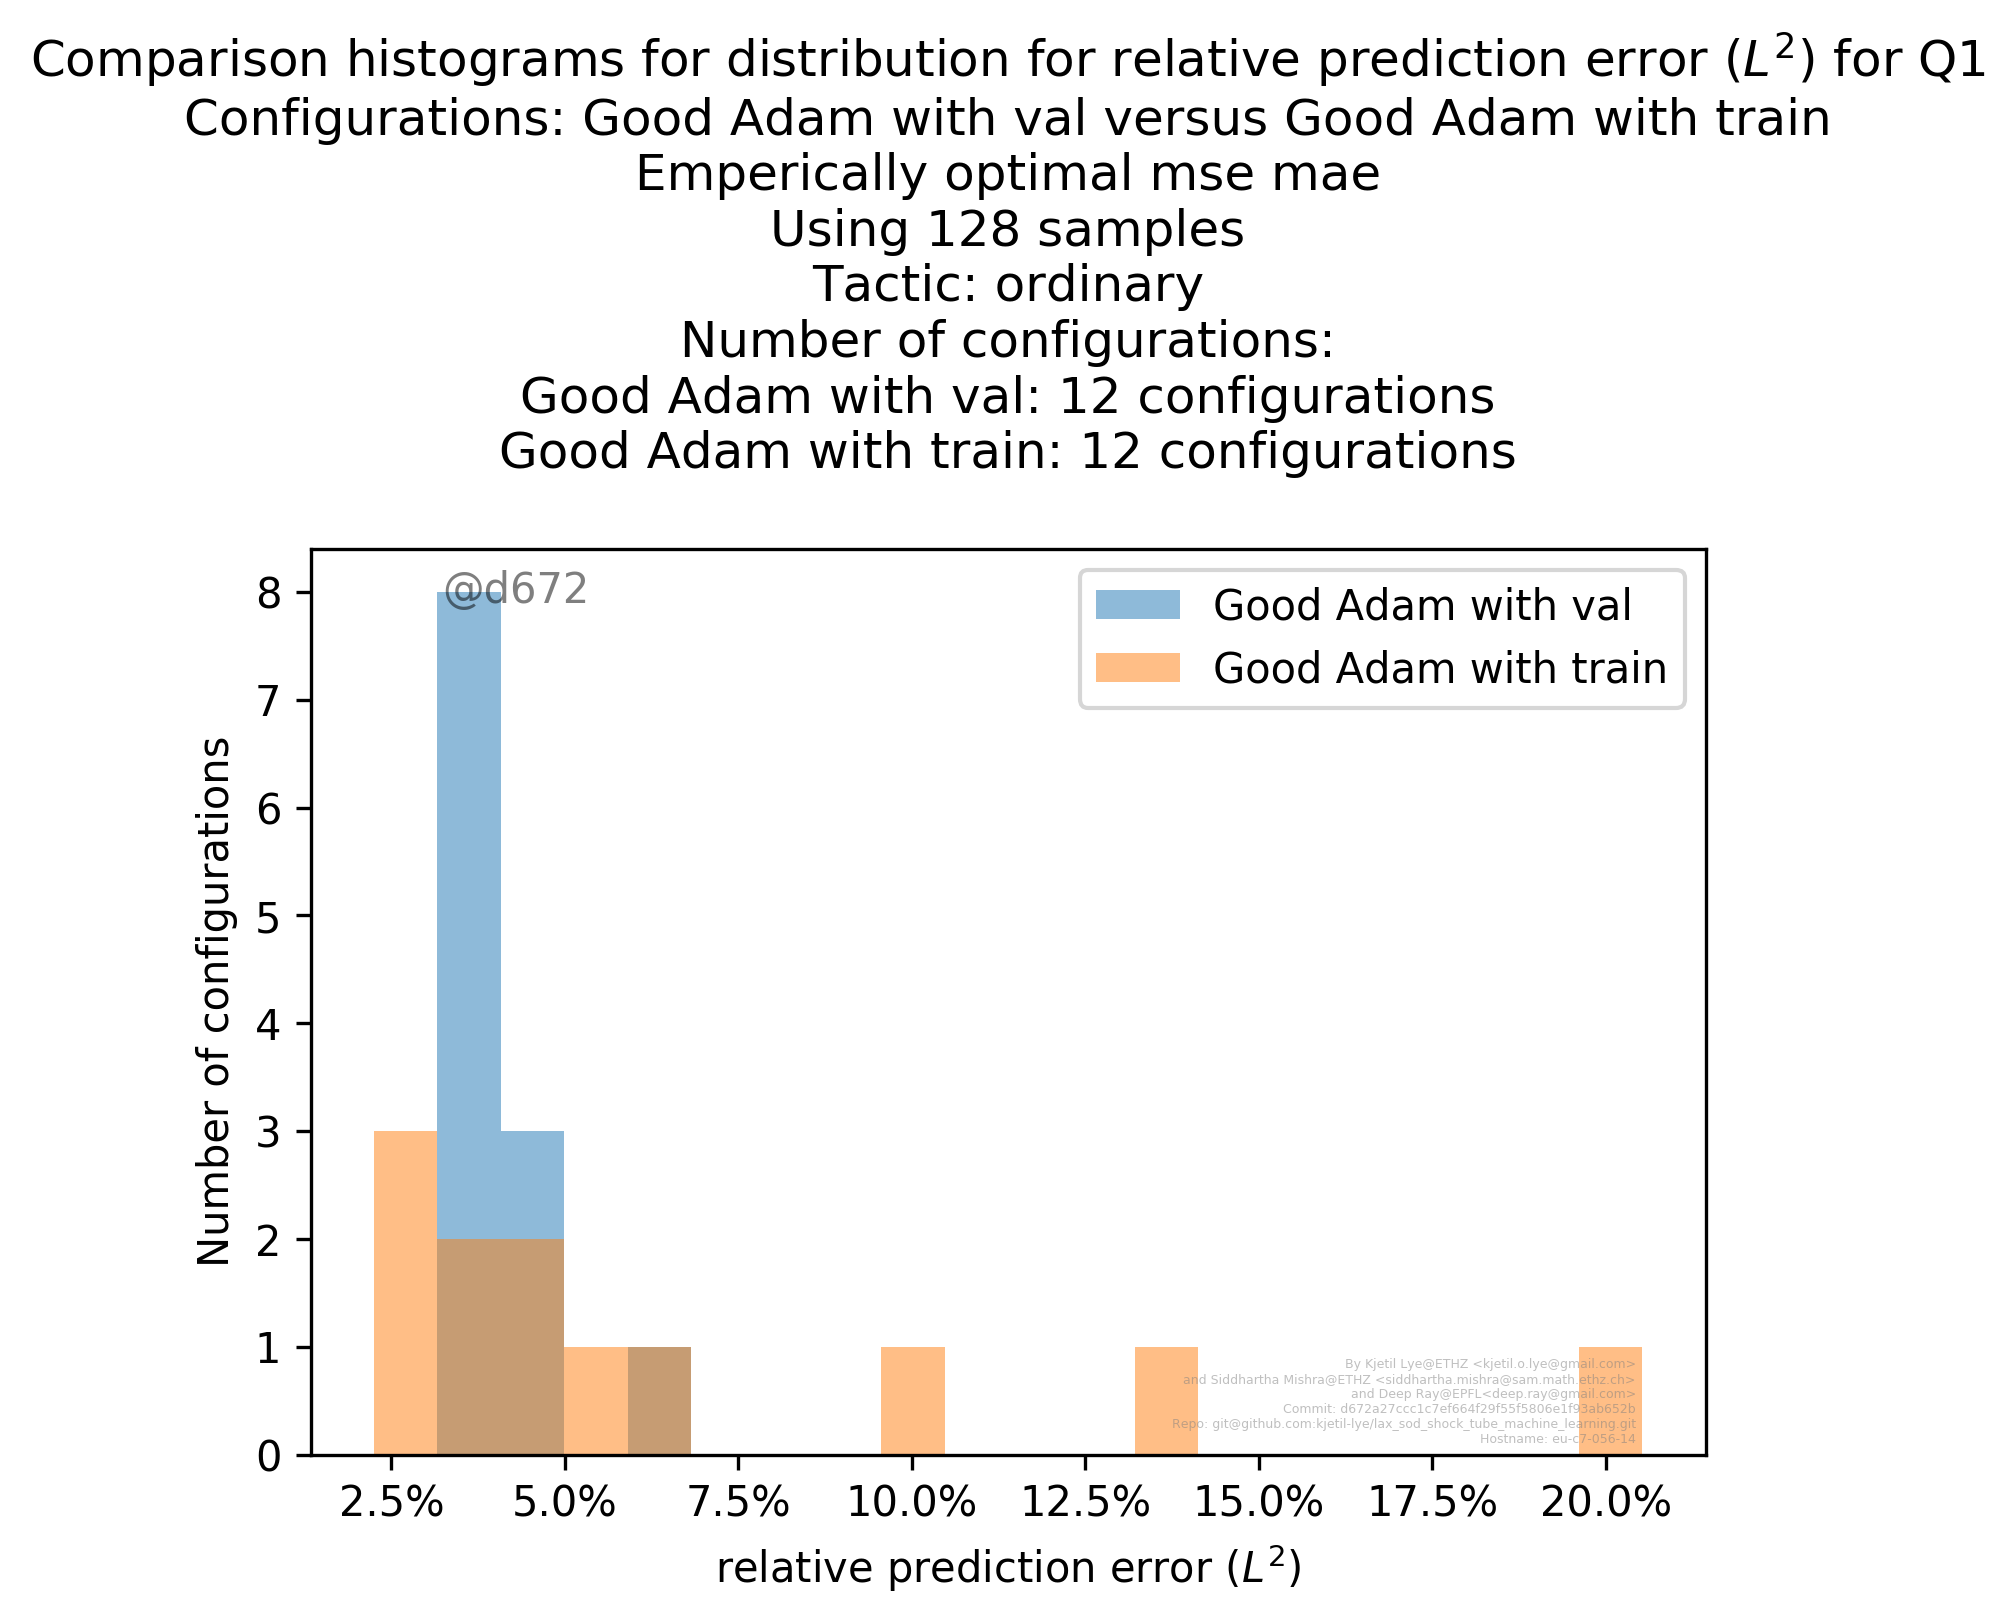 Comparison histograms for distribution for relative prediction error (L²) for Q1
Configurations: Good Adam with val versus Good Adam with train
Emperically optimal mse mae
Using 128 samples
Tactic: ordinary
Number of configurations:
Good Adam with val: 12 configurations
Good Adam with train: 12 configurations
@d672
Good Adam with val
Good Adam with train
Number of configurations
8
7
6
5
4
3
2
1
0
By Kjetil Lye@ETHZ <kjetil.o.lye@gmail.com>
and Siddhartha Mishra@ETHZ <siddhartha.mishra@sam.math.ethz.ch>
and Deep Ray@EPFL<deep.ray@gmail.com>
Commit: d672a27ccc1c7ef664f29f55f5806e1f93ab652b
Repo: git@github.com:kjetil-lye/lax_sod_shock_tube_machine_learning.git
Hostname: eu-c7-056-14
2.5% 5.0% 7.5% 10.0% 12.5% 15.0% 17.5% 20.0%
relative prediction error (L²)